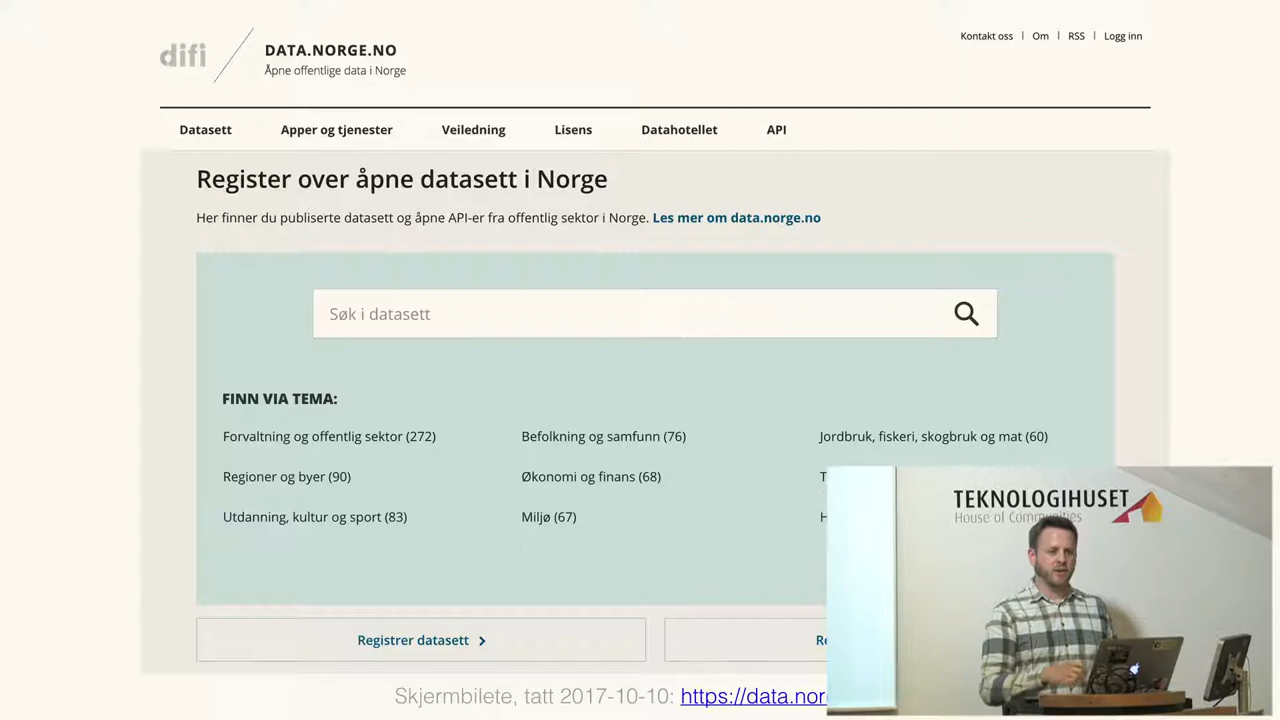 difi
DATA.NORGE.NO
Åpne offentlige data i Norge
Kontakt oss | Om | RSS | Logg inn
Datasett Apper og tjenester Veiledning Lisens Datahotellet API
Register over åpne datasett i Norge
Her finner du publiserte datasett og åpne API-er fra offentlig sektor i Norge. Les mer om data.norge.no
Søk i datasett
FINN VIA TEMA:
Forvaltning og offentlig sektor (272) Befolkning og samfunn (76) Jordbruk, fiskeri, skogbruk og mat (60)
Regioner og byer (90) Økonomi og finans (68)
Utdanning, kultur og sport (83) Miljø (67)
TEKNOLOGIHUSET
House of Communities
Registrer datasett
Skjermbilete, tatt 2017-10-10: https://data.nor